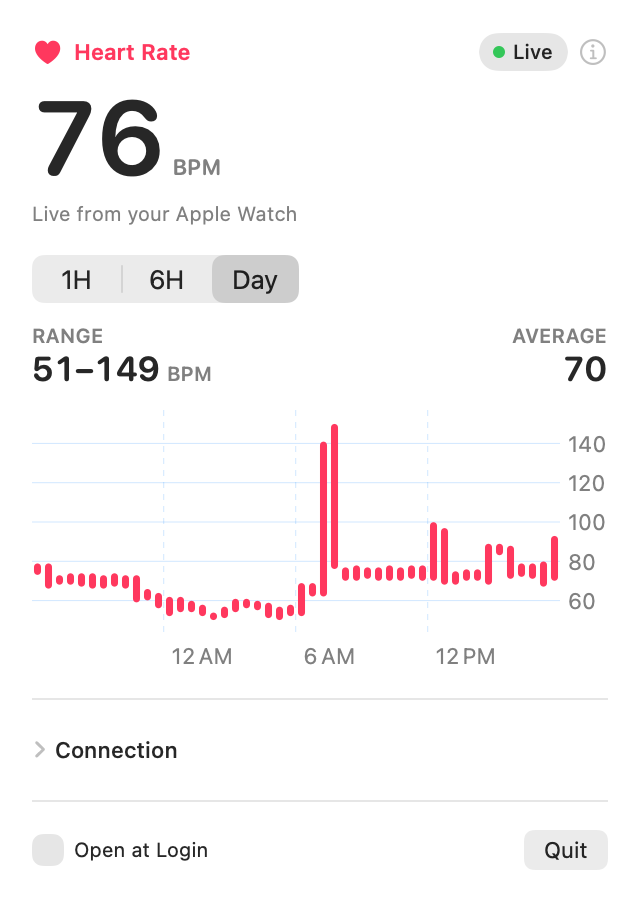 Heart Rate
Live
76 BPM
Live from your Apple Watch
1H 6H Day
RANGE AVERAGE
51–149 BPM 70
140
120
100
80
60
12 AM 6 AM 12 PM
Connection
Open at Login Quit